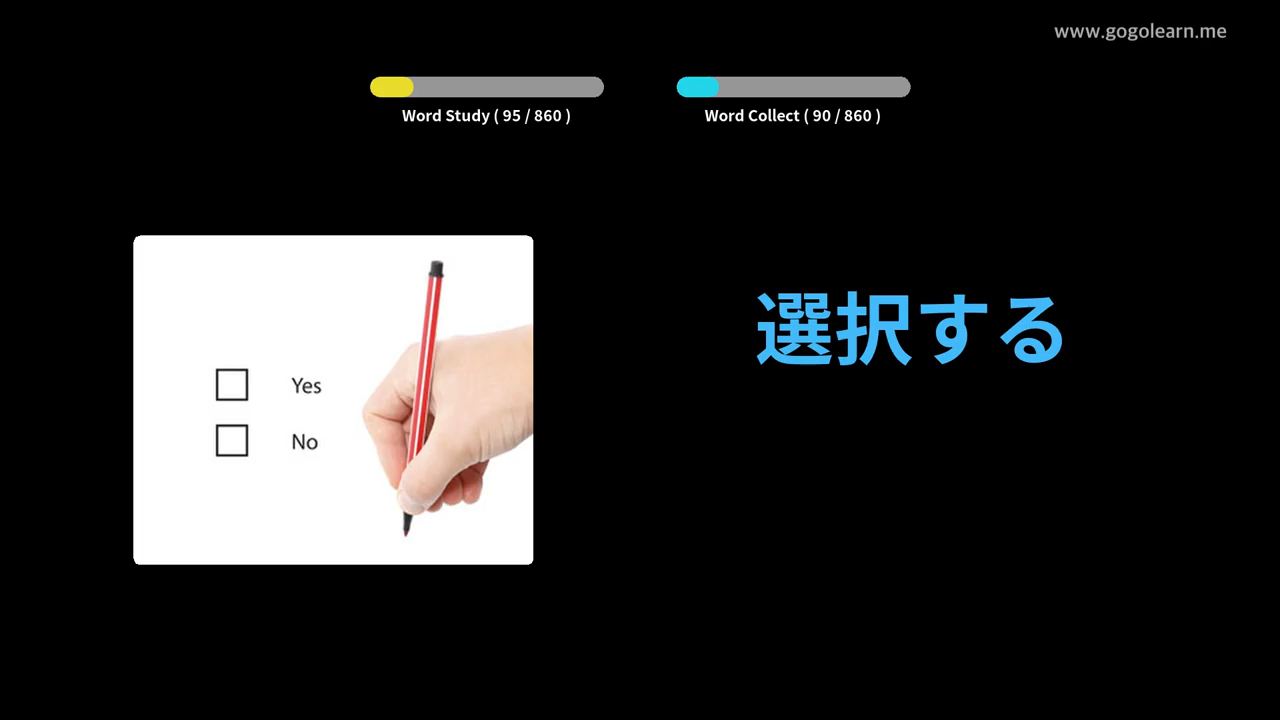 www.gogolearn.me
Word Study ( 95 / 860 )
Word Collect ( 90 / 860 )
選択する
Yes
No